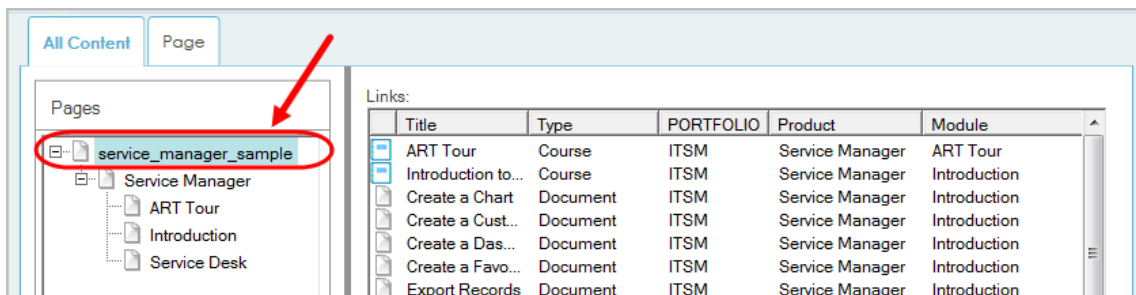 All Content Page
Pages
service_manager_sample
Service Manager
ART Tour
Introduction
Service Desk
Links:
Title Type PORTFOLIO Product Module
ART Tour Course ITSM Service Manager ART Tour
Introduction to... Course ITSM Service Manager Introduction
Create a Chart Document ITSM Service Manager Introduction
Create a Cust... Document ITSM Service Manager Introduction
Create a Das... Document ITSM Service Manager Introduction
Create a Favo... Document ITSM Service Manager Introduction
Export Records Document ITSM Service Manager Introduction